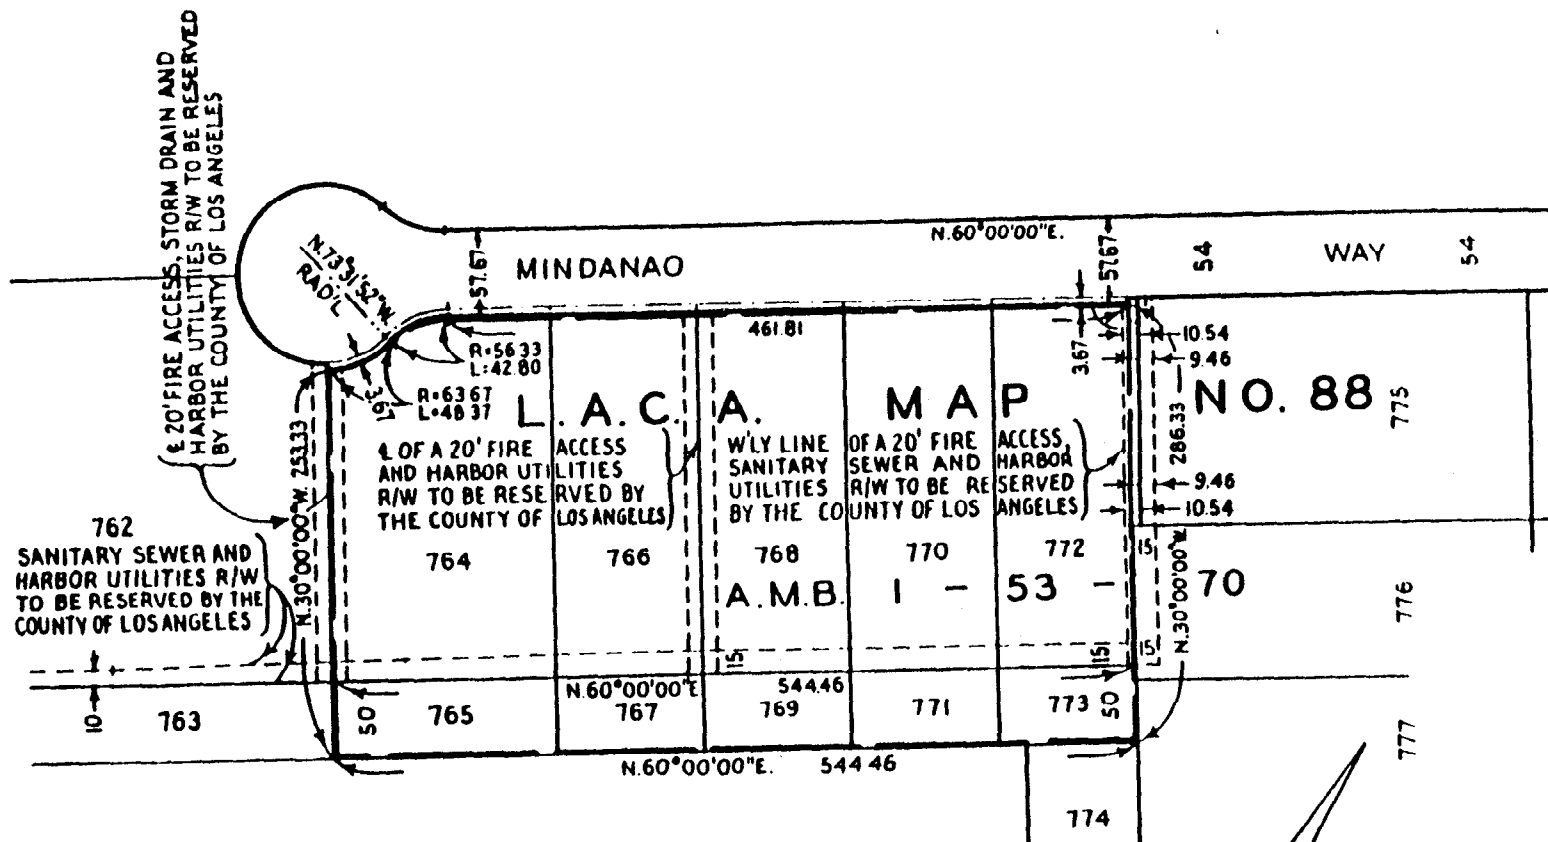 ℄ 20' FIRE ACCESS, STORM DRAIN AND
HARBOR UTILITIES R/W TO BE RESERVED
BY THE COUNTY OF LOS ANGELES
N.73°31'52"W.
RAD'L
57.67
MINDANAO
N.60°00'00"E.
57.67
54
WAY
54
461.81
10.54
9.46
3.67
R=56.33
L=42.80
R=63.67
L=48.37
3.67
L.A.C.A. MAP NO. 88
775
286.33
N.30°00'00"W. 253.33
℄ OF A 20' FIRE ACCESS
AND HARBOR UTILITIES
R/W TO BE RESERVED BY
THE COUNTY OF LOS ANGELES
W'LY LINE OF A 20' FIRE ACCESS,
SANITARY SEWER AND HARBOR
UTILITIES R/W TO BE RESERVED
BY THE COUNTY OF LOS ANGELES
9.46
10.54
762
SANITARY SEWER AND
HARBOR UTILITIES R/W
TO BE RESERVED BY THE
COUNTY OF LOS ANGELES
764
766
768
770
772
15
A.M.B. 1 - 53 - 70
N.30°00'00"W.
776
15
15
15
N.60°00'00"E
544.46
10
763
50
765
767
769
771
773
50
777
N.60°00'00"E.
544.46
774